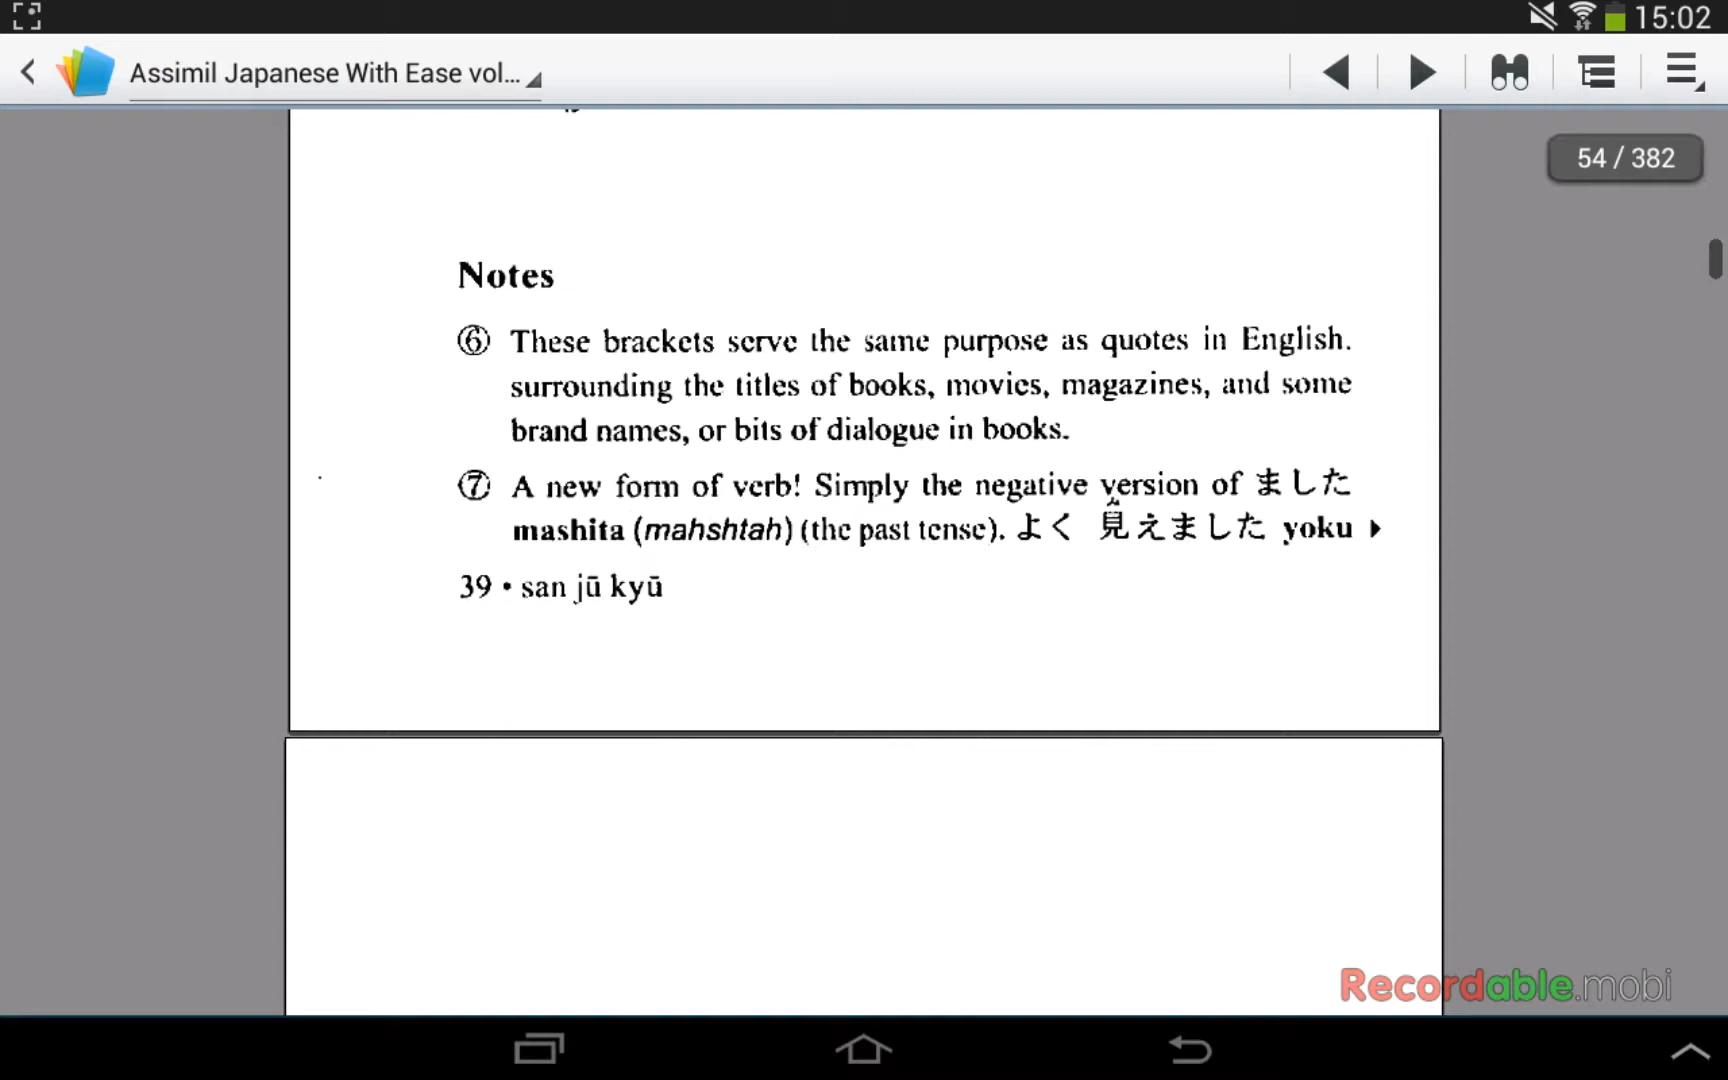 15:02
Assimil Japanese With Ease vol...
54 / 382
Notes
⑥ These brackets serve the same purpose as quotes in English.
surrounding the titles of books, movies, magazines, and some
brand names, or bits of dialogue in books.
⑦ A new form of verb! Simply the negative version of ました
mashita (mahshtah) (the past tense). よく 見えました yoku ▶
39 • san jū kyū
Recordable.mobi